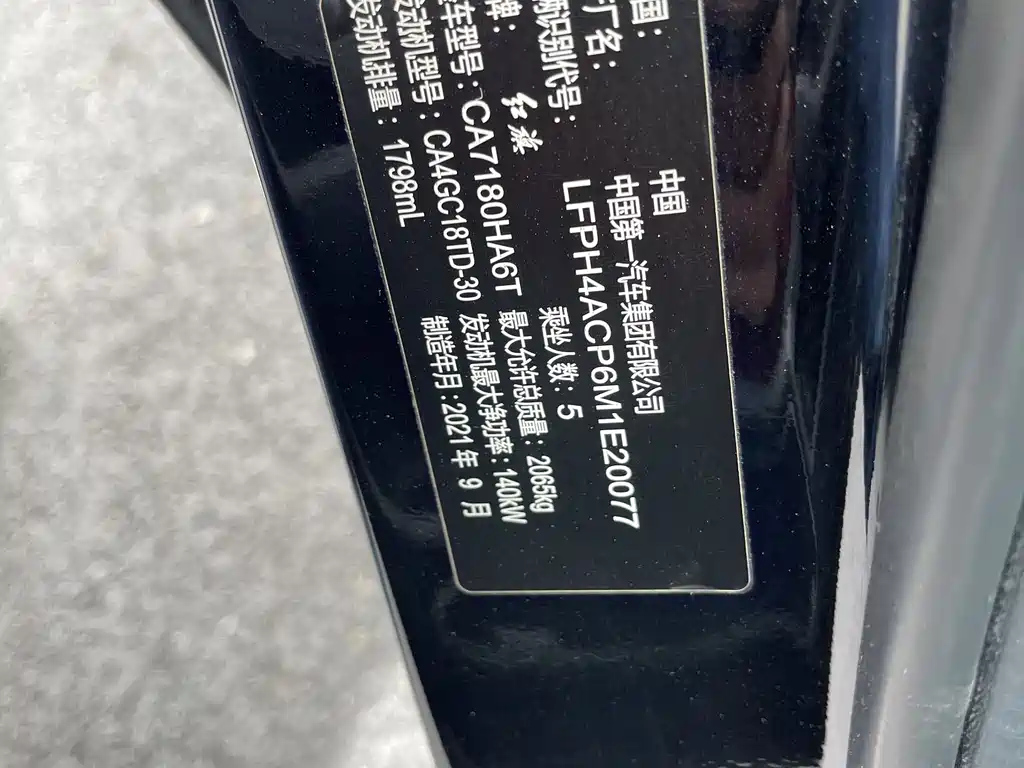 国：中国
厂名：中国第一汽车集团有限公司
辆识别代号：LFPH4ACP6M1E20077
牌：红旗 乘坐人数：5
车型号：CA7180HA6T 最大允许总质量：2065kg
发动机型号：CA4GC18TD-30 发动机最大净功率：140kW
发动机排量：1798mL 制造年月：2021年9月